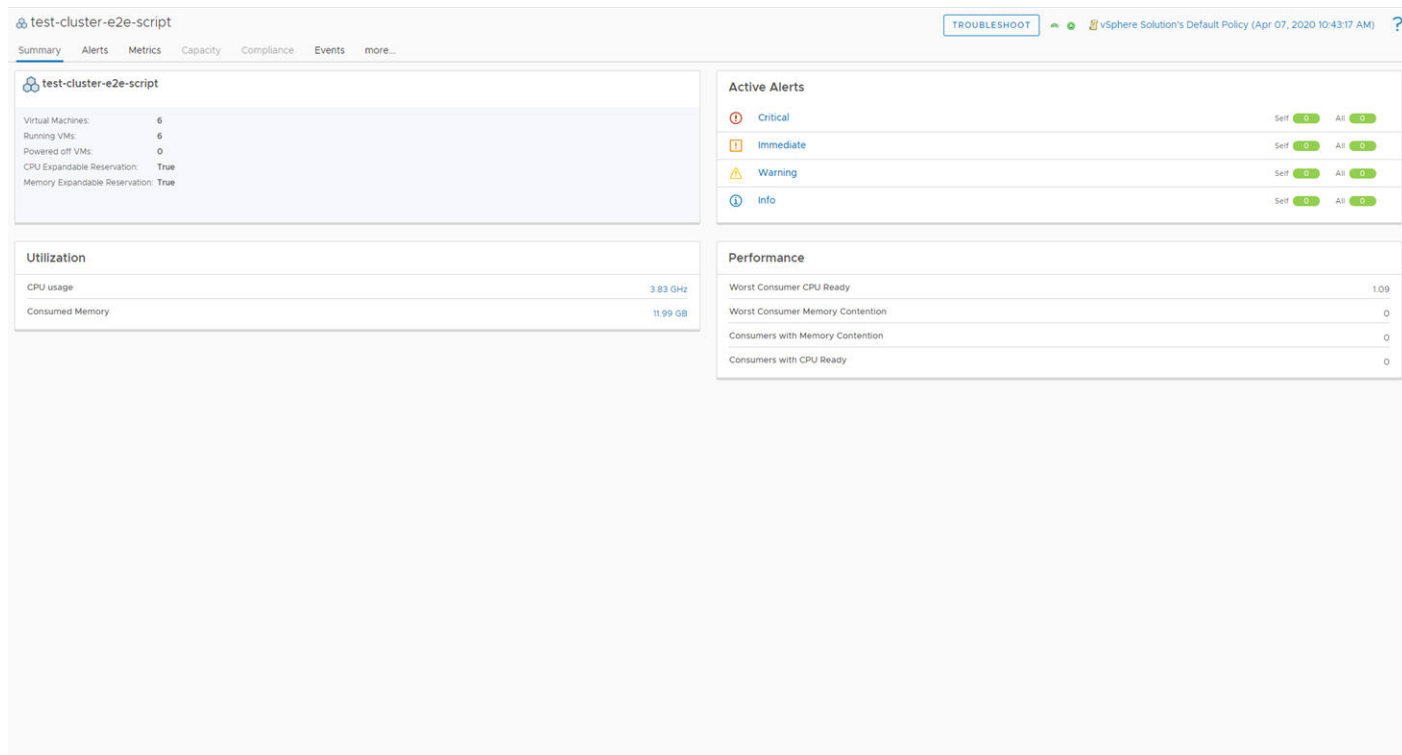 test-cluster-e2e-script
TROUBLESHOOT vSphere Solution's Default Policy (Apr 07, 2020 10:43:17 AM) ?
Summary Alerts Metrics Capacity Compliance Events more...
test-cluster-e2e-script
Virtual Machines: 6
Running VMs: 6
Powered off VMs: 0
CPU Expandable Reservation: True
Memory Expandable Reservation: True
Active Alerts
Critical Self 0 All 0
Immediate Self 0 All 0
Warning Self 0 All 0
Info Self 0 All 0
Utilization
CPU usage 3.83 GHz
Consumed Memory 11.99 GB
Performance
Worst Consumer CPU Ready 1.09
Worst Consumer Memory Contention 0
Consumers with Memory Contention 0
Consumers with CPU Ready 0